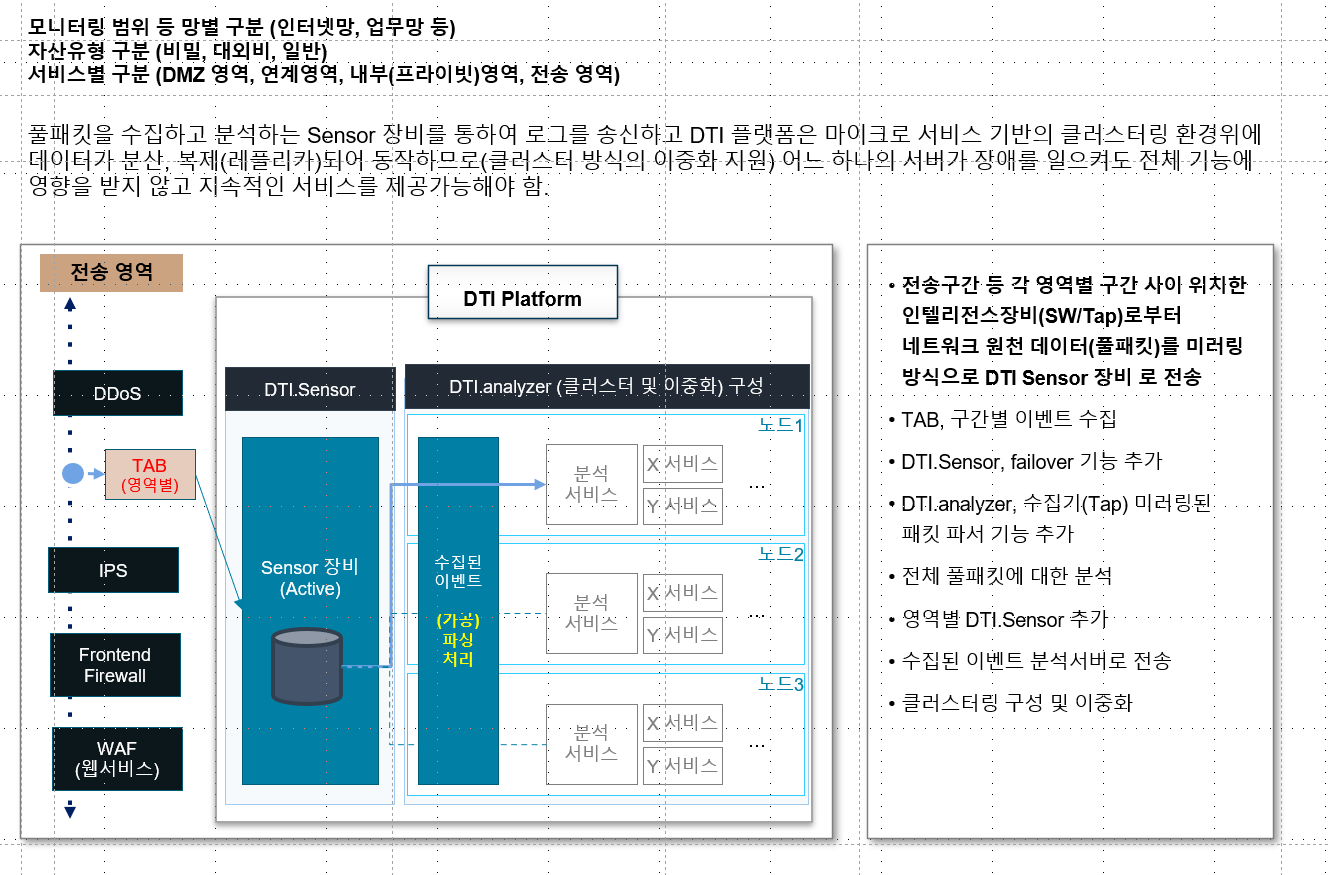 모니터링 범위 등 망별 구분 (인터넷망, 업무망 등)
자산유형 구분 (비밀, 대외비, 일반)
서비스별 구분 (DMZ 영역, 연계영역, 내부(프라이빗)영역, 전송 영역)
풀패킷을 수집하고 분석하는 Sensor 장비를 통하여 로그를 송신하고 DTI 플랫폼은 마이크로 서비스 기반의 클러스터링 환경위에
데이터가 분산, 복제(레플리카)되어 동작하므로(클러스터 방식의 이중화 지원) 어느 하나의 서버가 장애를 일으켜도 전체 기능에
영향을 받지 않고 지속적인 서비스를 제공가능해야 함.
전송 영역
DDoS
TAB
(영역별)
IPS
Frontend
Firewall
WAF
(웹서비스)
DTI Platform
DTI.Sensor
Sensor 장비
(Active)
DTI.analyzer (클러스터 및 이중화) 구성
수집된
이벤트
(가공)
파싱
처리
노드1
분석
서비스
X 서비스
Y 서비스
...
노드2
분석
서비스
X 서비스
Y 서비스
...
노드3
분석
서비스
X 서비스
Y 서비스
...
• 전송구간 등 각 영역별 구간 사이 위치한
인텔리전스장비(SW/Tap)로부터
네트워크 원천 데이터(풀패킷)를 미러링
방식으로 DTI Sensor 장비 로 전송
• TAB, 구간별 이벤트 수집
• DTI.Sensor, failover 기능 추가
• DTI.analyzer, 수집기(Tap) 미러링된
패킷 파서 기능 추가
• 전체 풀패킷에 대한 분석
• 영역별 DTI.Sensor 추가
• 수집된 이벤트 분석서버로 전송
• 클러스터링 구성 및 이중화